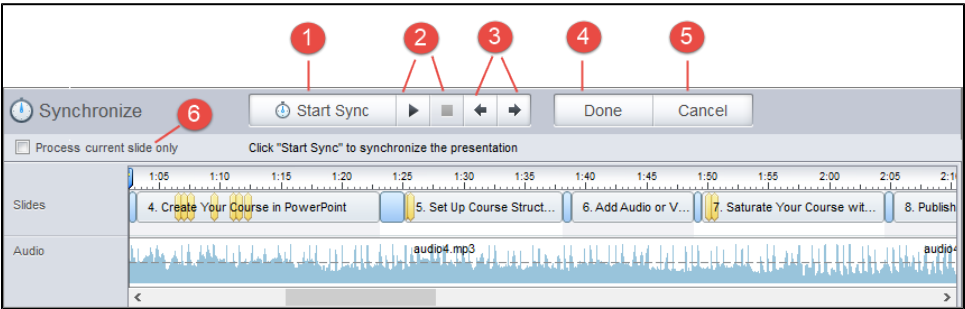 1 2 3 4 5
Synchronize 6 Start Sync Done Cancel
Process current slide only Click "Start Sync" to synchronize the presentation
1:05 1:10 1:15 1:20 1:25 1:30 1:35 1:40 1:45 1:50 1:55 2:00 2:05 2:1
Slides 4. Create Your Course in PowerPoint 5. Set Up Course Struct... 6. Add Audio or V... 7. Saturate Your Course wit... 8. Publish
Audio audio4.mp3 audio4